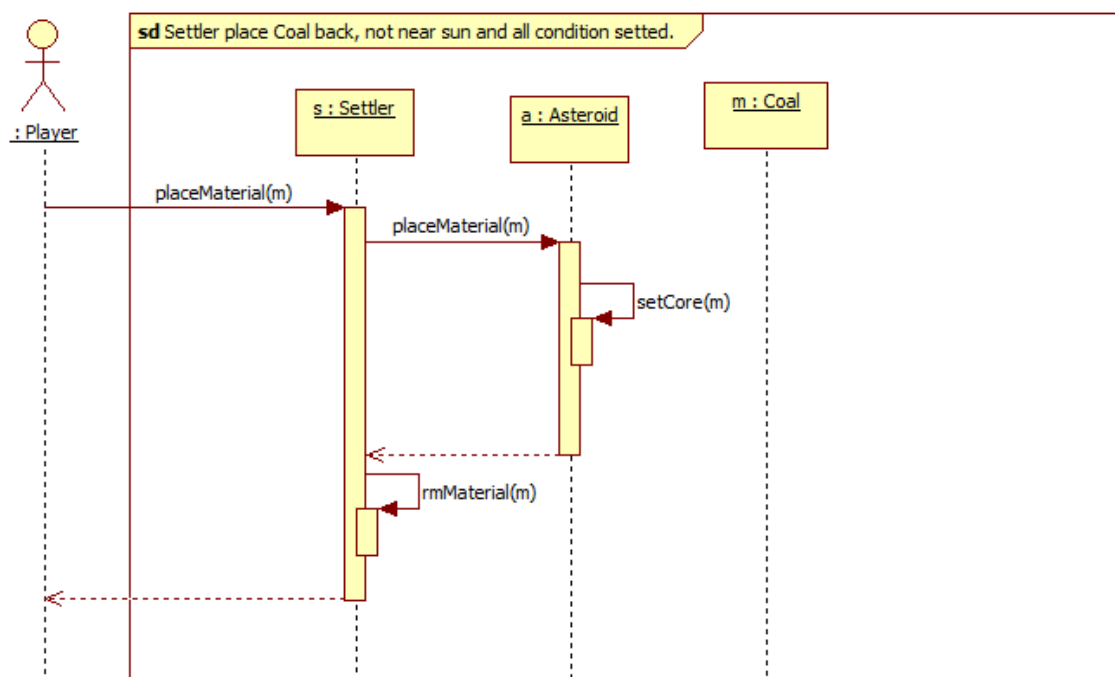 sd Settler place Coal back, not near sun and all condition setted.
: Player
s : Settler
a : Asteroid
m : Coal
placeMaterial(m)
placeMaterial(m)
setCore(m)
rmMaterial(m)